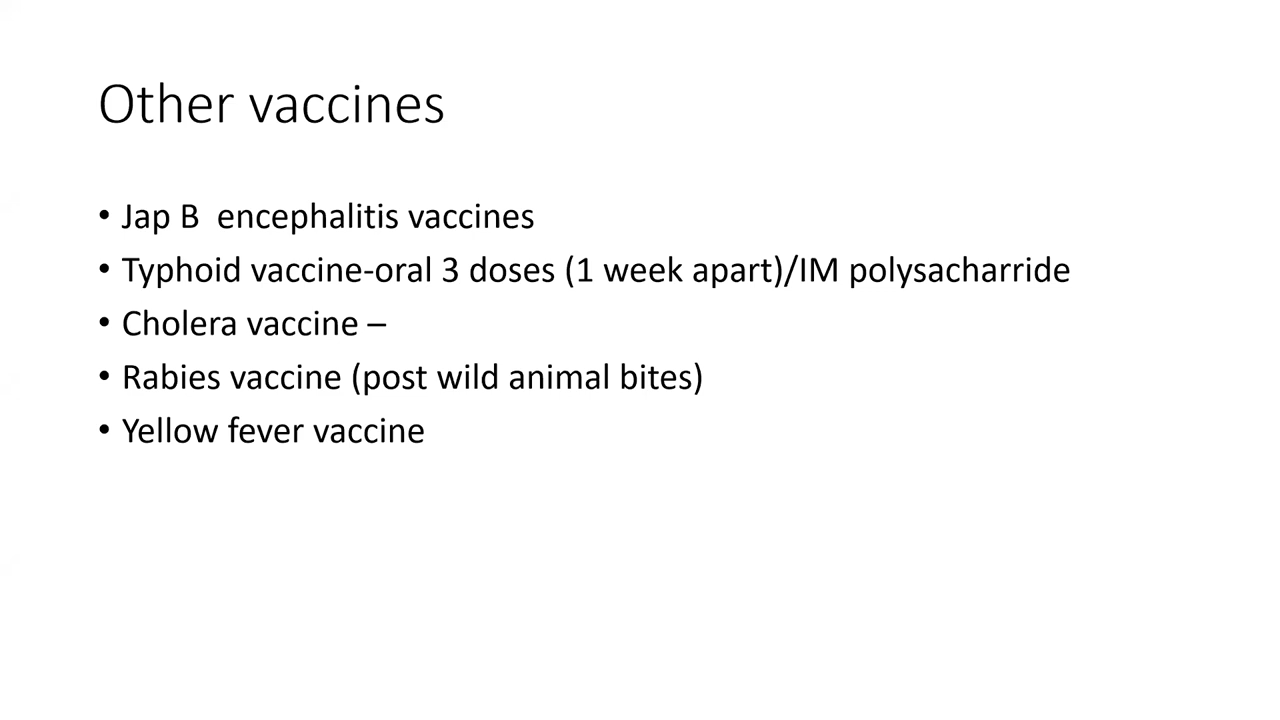 Other vaccines
• Jap B  encephalitis vaccines
• Typhoid vaccine-oral 3 doses (1 week apart)/IM polysacharride
• Cholera vaccine –
• Rabies vaccine (post wild animal bites)
• Yellow fever vaccine